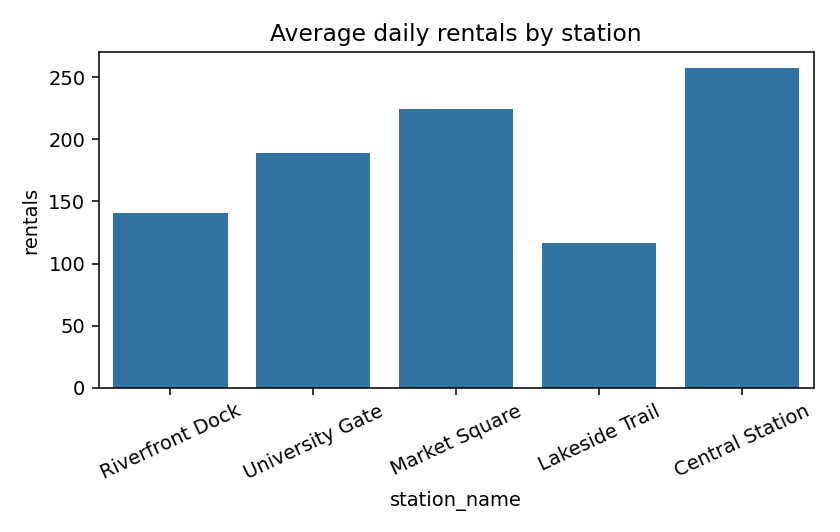 Average daily rentals by station
rentals
250
200
150
100
50
0
Riverfront Dock
University Gate
Market Square
Lakeside Trail
Central Station
station_name